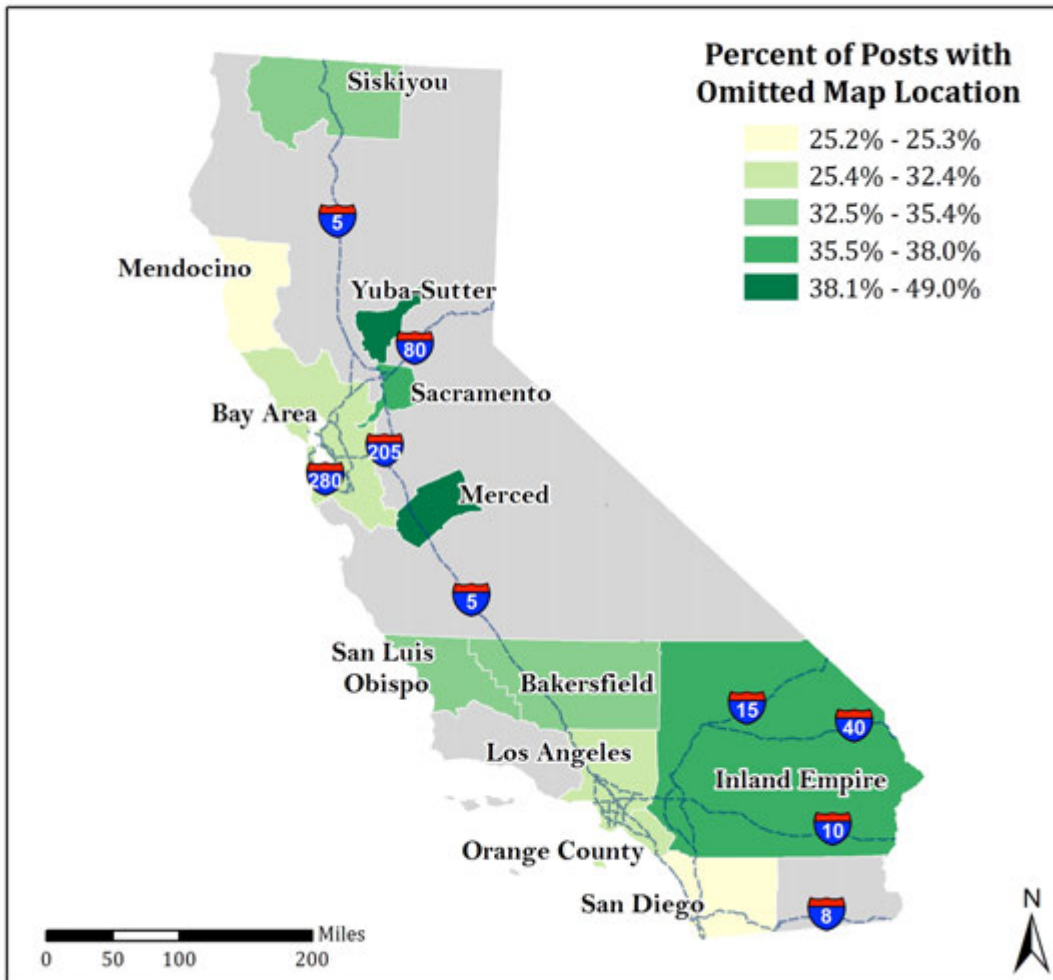 Percent of Posts with
Omitted Map Location
25.2% - 25.3%
25.4% - 32.4%
32.5% - 35.4%
35.5% - 38.0%
38.1% - 49.0%
Siskiyou
5
Mendocino
Yuba-Sutter
80
Sacramento
Bay Area
205
280
Merced
5
San Luis
Obispo
Bakersfield
15
40
Los Angeles
Inland Empire
10
Orange County
San Diego
8
N
Miles
0 50 100 200